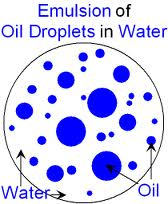 Emulsion of
Oil Droplets in Water
Water
Oil